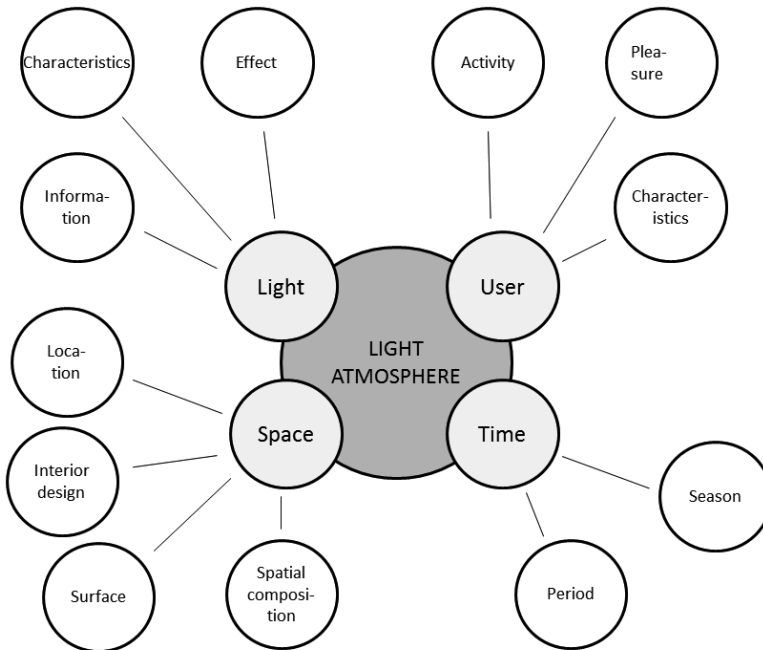 Characteristics
Effect
Activity
Plea-
sure
Informa-
tion
Character-
istics
Light
User
LIGHT
ATMOSPHERE
Loca-
tion
Space
Time
Interior
design
Season
Surface
Spatial
composi-
tion
Period